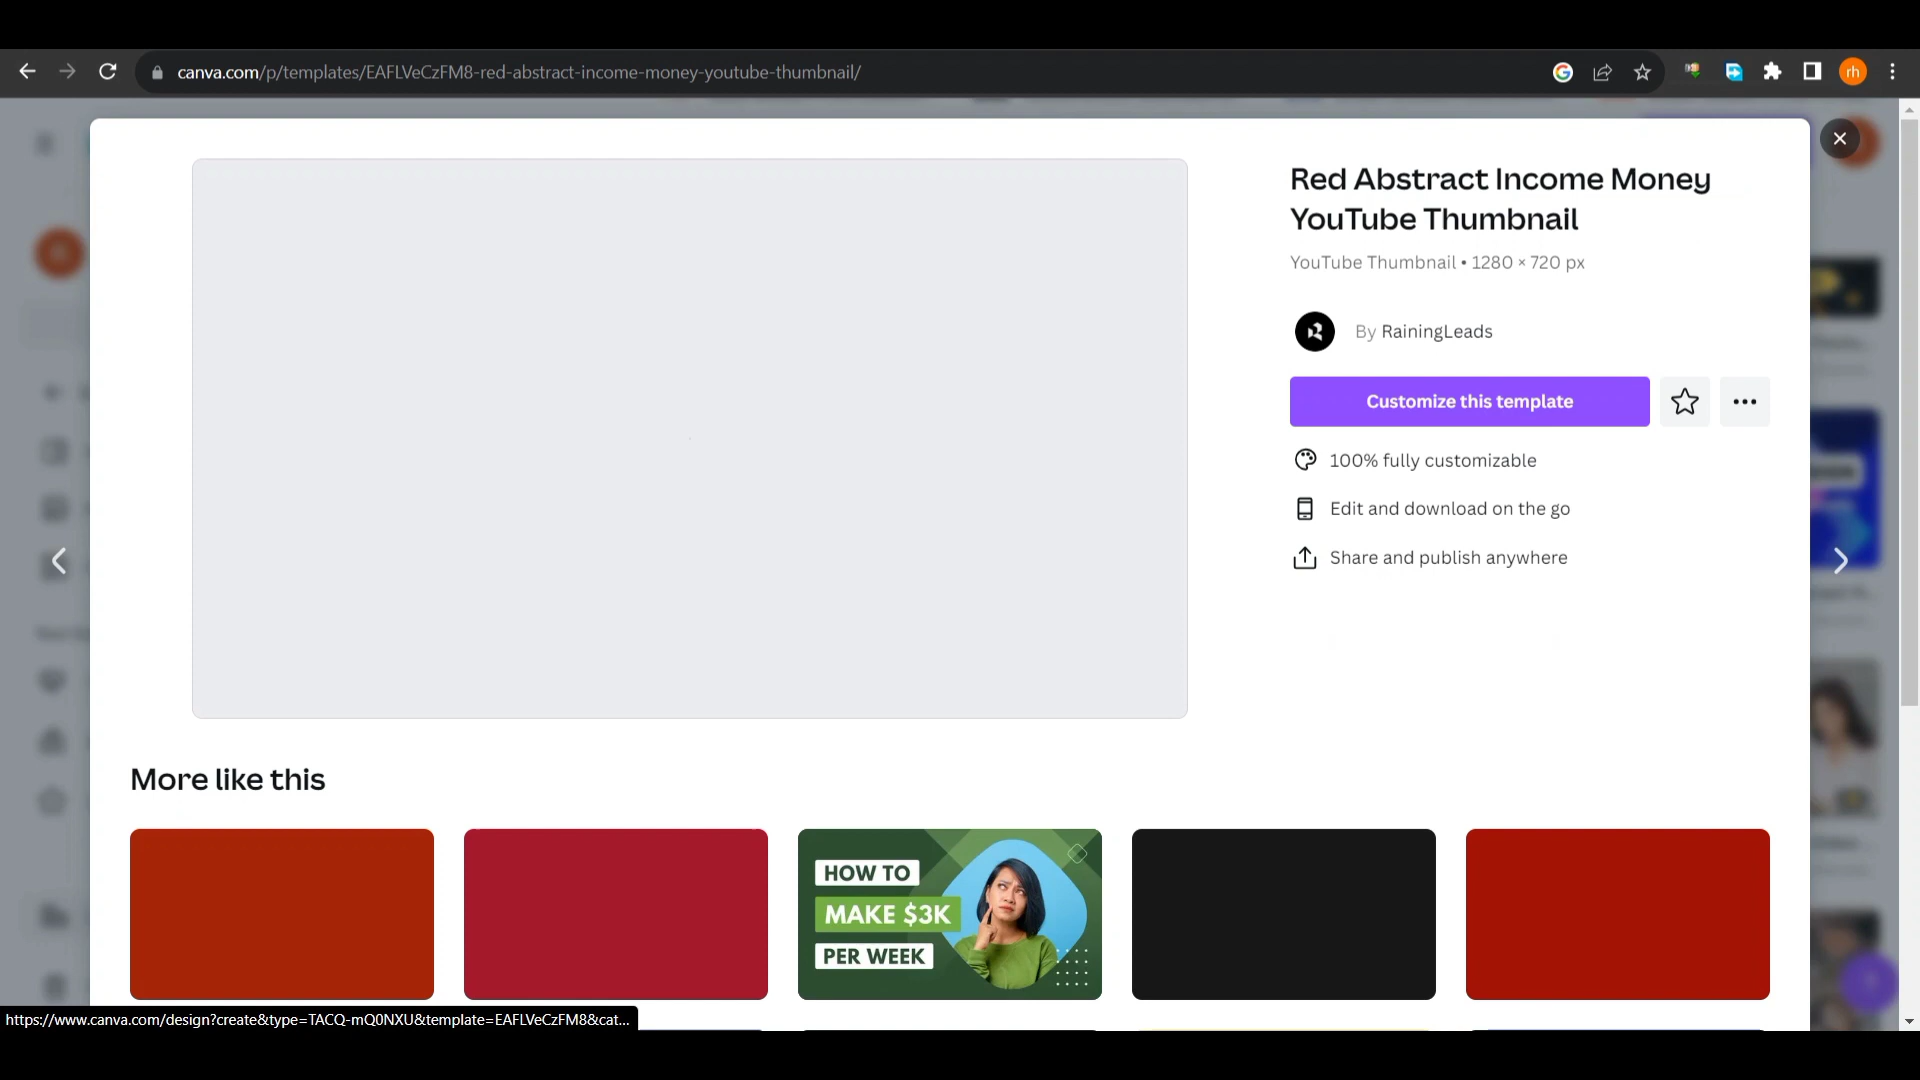 canva.com/p/templates/EAFLVeCzFM8-red-abstract-income-money-youtube-thumbnail/
rh
Red Abstract Income Money
YouTube Thumbnail
YouTube Thumbnail • 1280 × 720 px
By RainingLeads
Customize this template
100% fully customizable
Edit and download on the go
Share and publish anywhere
More like this
HOW TO
MAKE $3K
PER WEEK
https://www.canva.com/design?create&type=TACQ-mQ0NXU&template=EAFLVeCzFM8&cat...